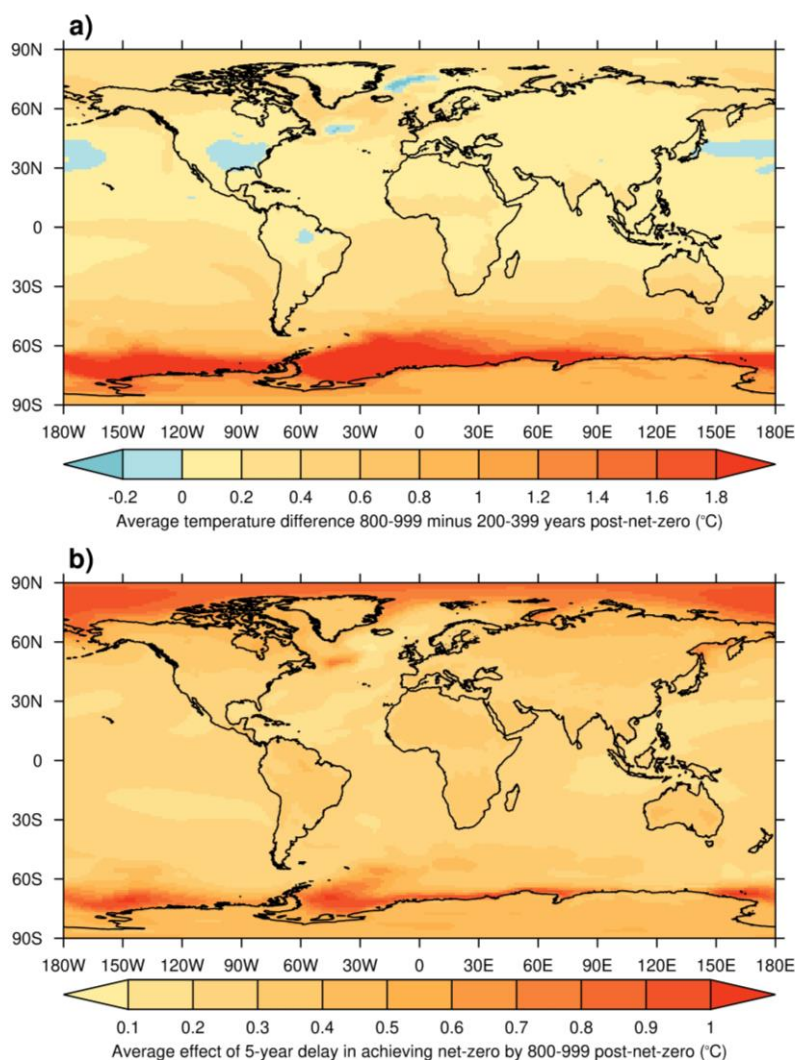 a)
90N
60N
30N
0
30S
60S
90S
180W 150W 120W 90W 60W 30W 0 30E 60E 90E 120E 150E 180E
-0.2 0 0.2 0.4 0.6 0.8 1 1.2 1.4 1.6 1.8
Average temperature difference 800-999 minus 200-399 years post-net-zero (°C)
b)
90N
60N
30N
0
30S
60S
90S
180W 150W 120W 90W 60W 30W 0 30E 60E 90E 120E 150E 180E
0.1 0.2 0.3 0.4 0.5 0.6 0.7 0.8 0.9 1
Average effect of 5-year delay in achieving net-zero by 800-999 post-net-zero (°C)